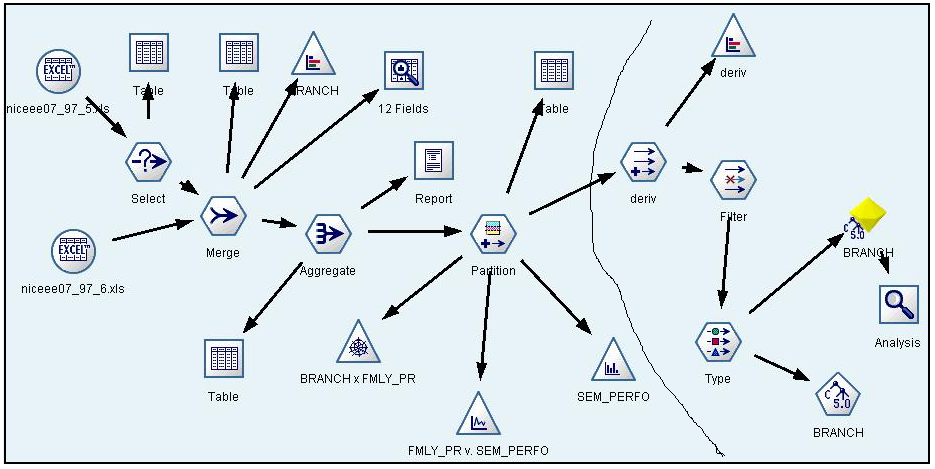 deriv
EXCEL
Table
Table
RANCH
12 Fields
Table
niceee07_97_5.xls
Select
Report
deriv
Filter
Merge
EXCEL
Aggregate
Partition
C 5.0
BRANCH
niceee07_97_6.xls
Analysis
BRANCH x FMLY_PR
Type
Table
SEM_PERFO
C 5.0
BRANCH
FMLY_PR v. SEM_PERFO